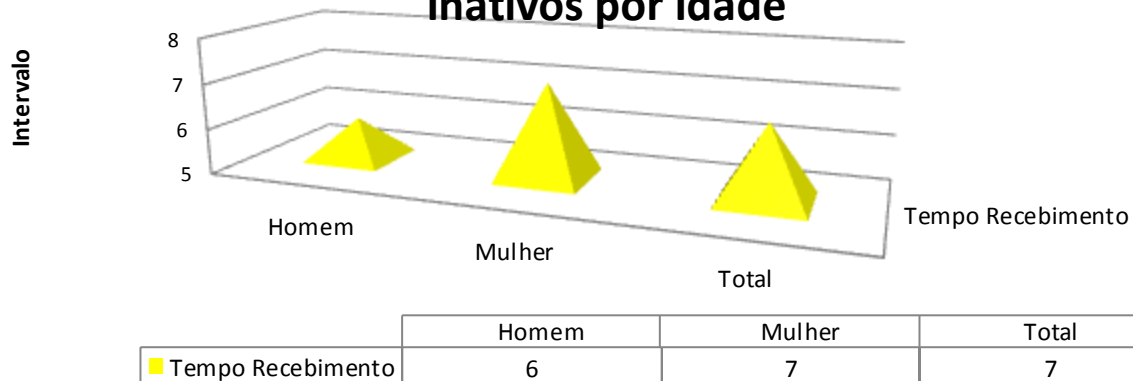 Inativos por Idade
Intervalo
8
7
6
5
Homem
Mulher
Total
Tempo Recebimento
Homem Mulher Total
Tempo Recebimento 6 7 7